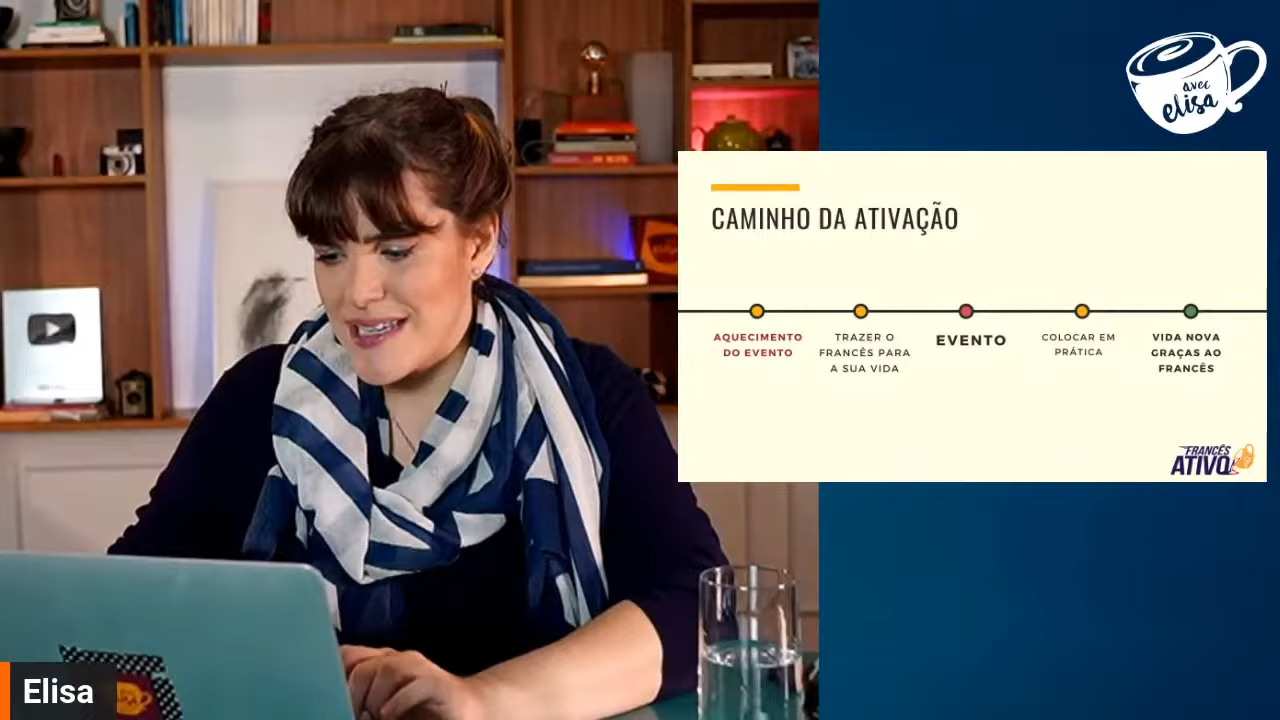 avec
elisa
CAMINHO DA ATIVAÇÃO
AQUECIMENTO
DO EVENTO
TRAZER O
FRANCÊS PARA
A SUA VIDA
EVENTO
COLOCAR EM
PRÁTICA
VIDA NOVA
GRAÇAS AO
FRANCÊS
FRANCÊS
ATIVO
Elisa